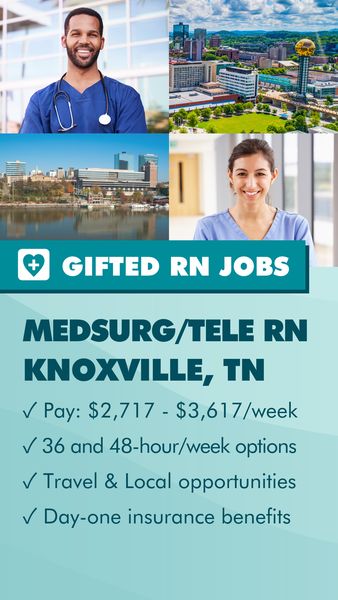 GIFTED RN JOBS
MEDSURG/TELE RN
KNOXVILLE, TN
✓ Pay: $2,717 - $3,617/week
✓ 36 and 48-hour/week options
✓ Travel & Local opportunities
✓ Day-one insurance benefits